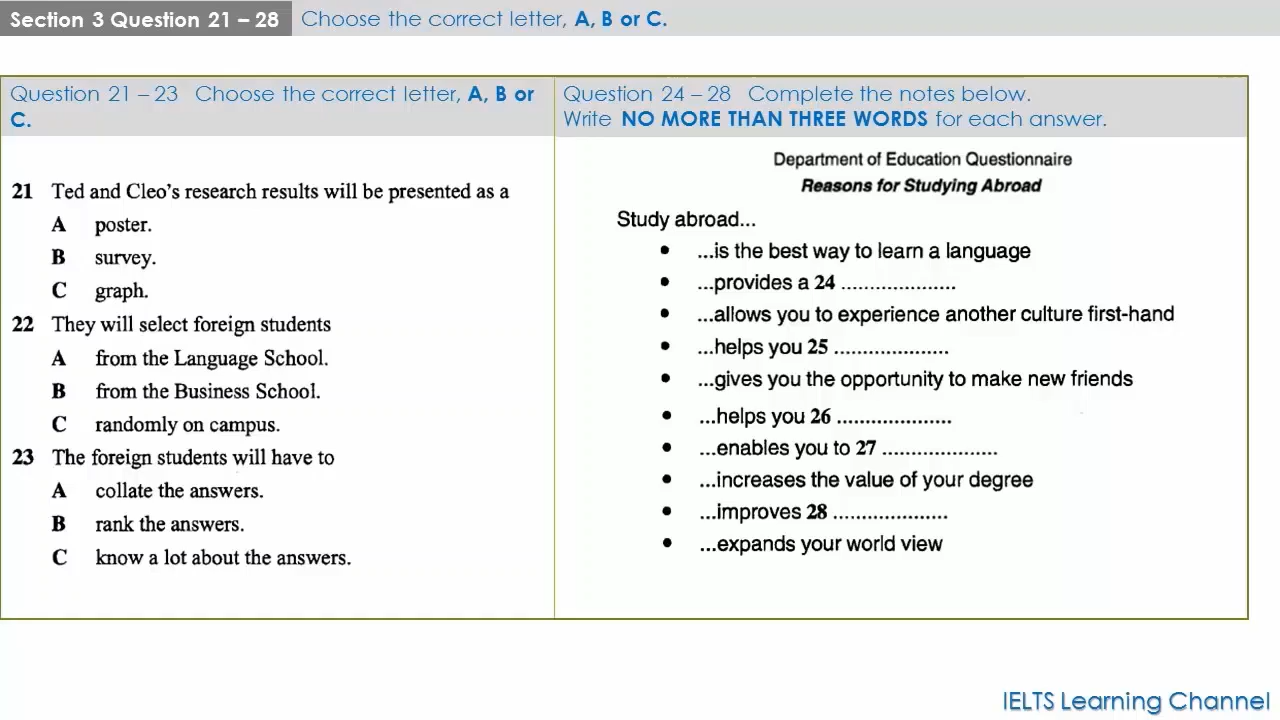 Section 3 Question 21 – 28 Choose the correct letter, A, B or C.
Question 21 – 23 Choose the correct letter, A, B or
C.
21 Ted and Cleo's research results will be presented as a
A poster.
B survey.
C graph.
22 They will select foreign students
A from the Language School.
B from the Business School.
C randomly on campus.
23 The foreign students will have to
A collate the answers.
B rank the answers.
C know a lot about the answers.
Question 24 – 28 Complete the notes below.
Write NO MORE THAN THREE WORDS for each answer.
Department of Education Questionnaire
Reasons for Studying Abroad
Study abroad...
• ...is the best way to learn a language
• ...provides a 24 ....................
• ...allows you to experience another culture first-hand
• ...helps you 25 ....................
• ...gives you the opportunity to make new friends
• ...helps you 26 ....................
• ...enables you to 27 ....................
• ...increases the value of your degree
• ...improves 28 ....................
• ...expands your world view
IELTS Learning Channel